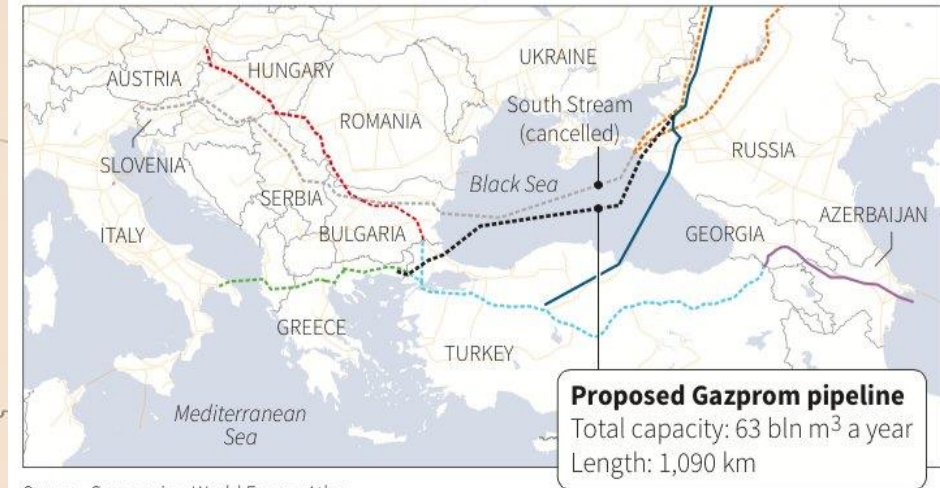 UKRAINE
AUSTRIA
HUNGARY
South Stream
(cancelled)
ROMANIA
SLOVENIA
RUSSIA
Black Sea
SERBIA
AZERBAIJAN
ITALY
BULGARIA
GEORGIA
GREECE
TURKEY
Mediterranean
Sea
Proposed Gazprom pipeline
Total capacity: 63 bln m³ a year
Length: 1,090 km